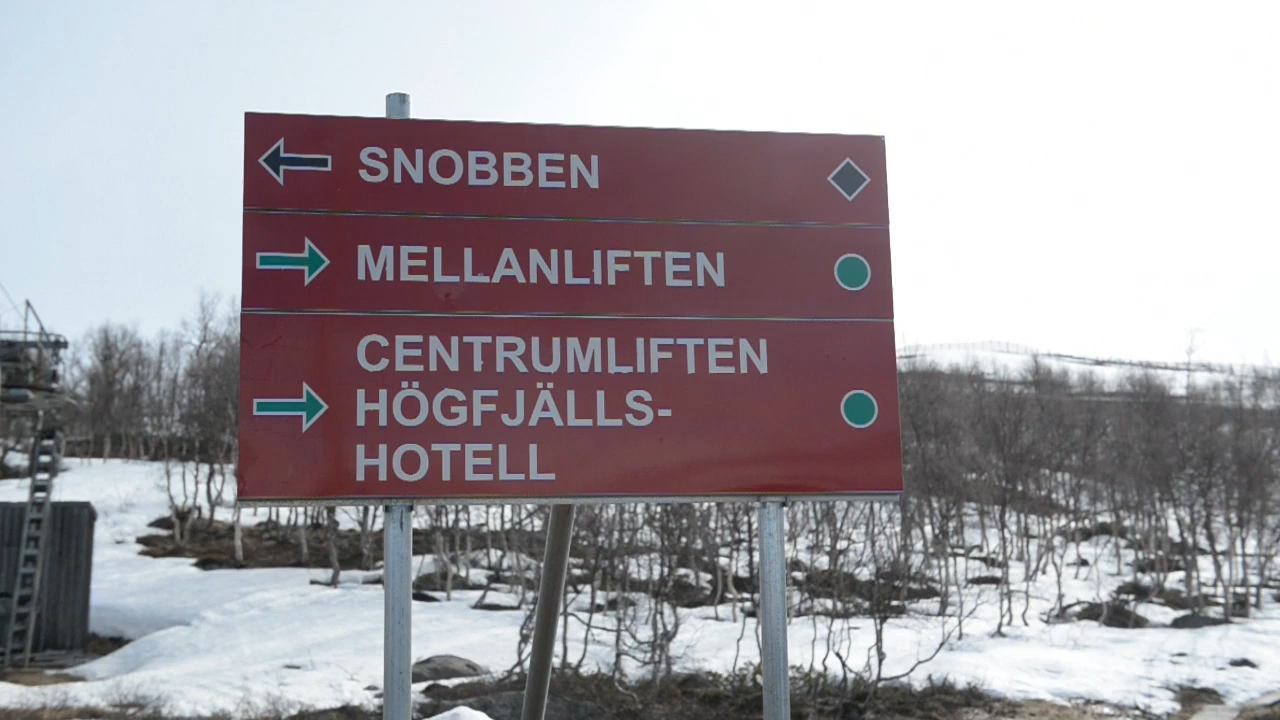 SNOBBEN
MELLANLIFTEN
CENTRUMLIFTEN
HÖGFJÄLLS-
HOTELL